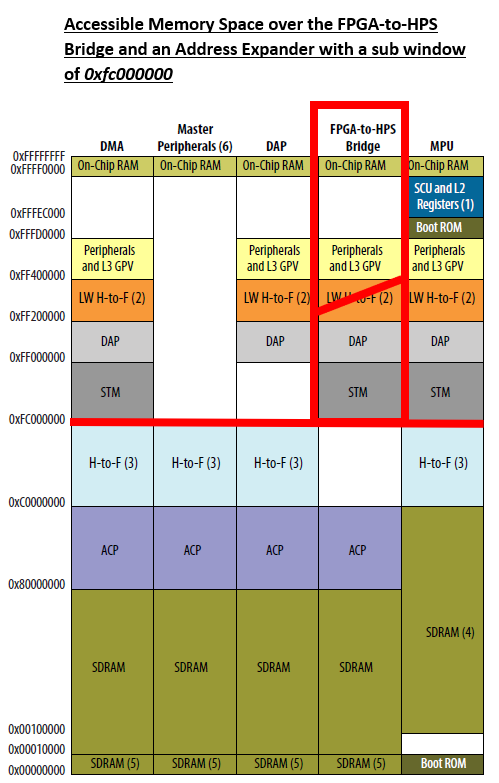 Accessible Memory Space over the FPGA-to-HPS
Bridge and an Address Expander with a sub window
of 0xfc000000
DMA
Master
Peripherals (6)
DAP
FPGA-to-HPS
Bridge
MPU
0xFFFFFFFF
On-Chip RAM On-Chip RAM On-Chip RAM On-Chip RAM On-Chip RAM
0xFFFF0000
SCU and L2
Registers (1)
0xFFFEC000
Boot ROM
0xFFFD0000
Peripherals
and L3 GPV
Peripherals
and L3 GPV
Peripherals
and L3 GPV
Peripherals
and L3 GPV
0xFF400000
LW H-to-F (2) LW H-to-F (2) LW H-to-F (2) LW H-to-F (2)
0xFF200000
DAP DAP DAP DAP
0xFF000000
STM STM STM
0xFC000000
H-to-F (3) H-to-F (3) H-to-F (3) H-to-F (3)
0xC0000000
ACP ACP ACP ACP
0x80000000
SDRAM (4)
SDRAM SDRAM SDRAM SDRAM
0x00100000
0x00010000
SDRAM (5) SDRAM (5) SDRAM (5) SDRAM (5) Boot ROM
0x00000000